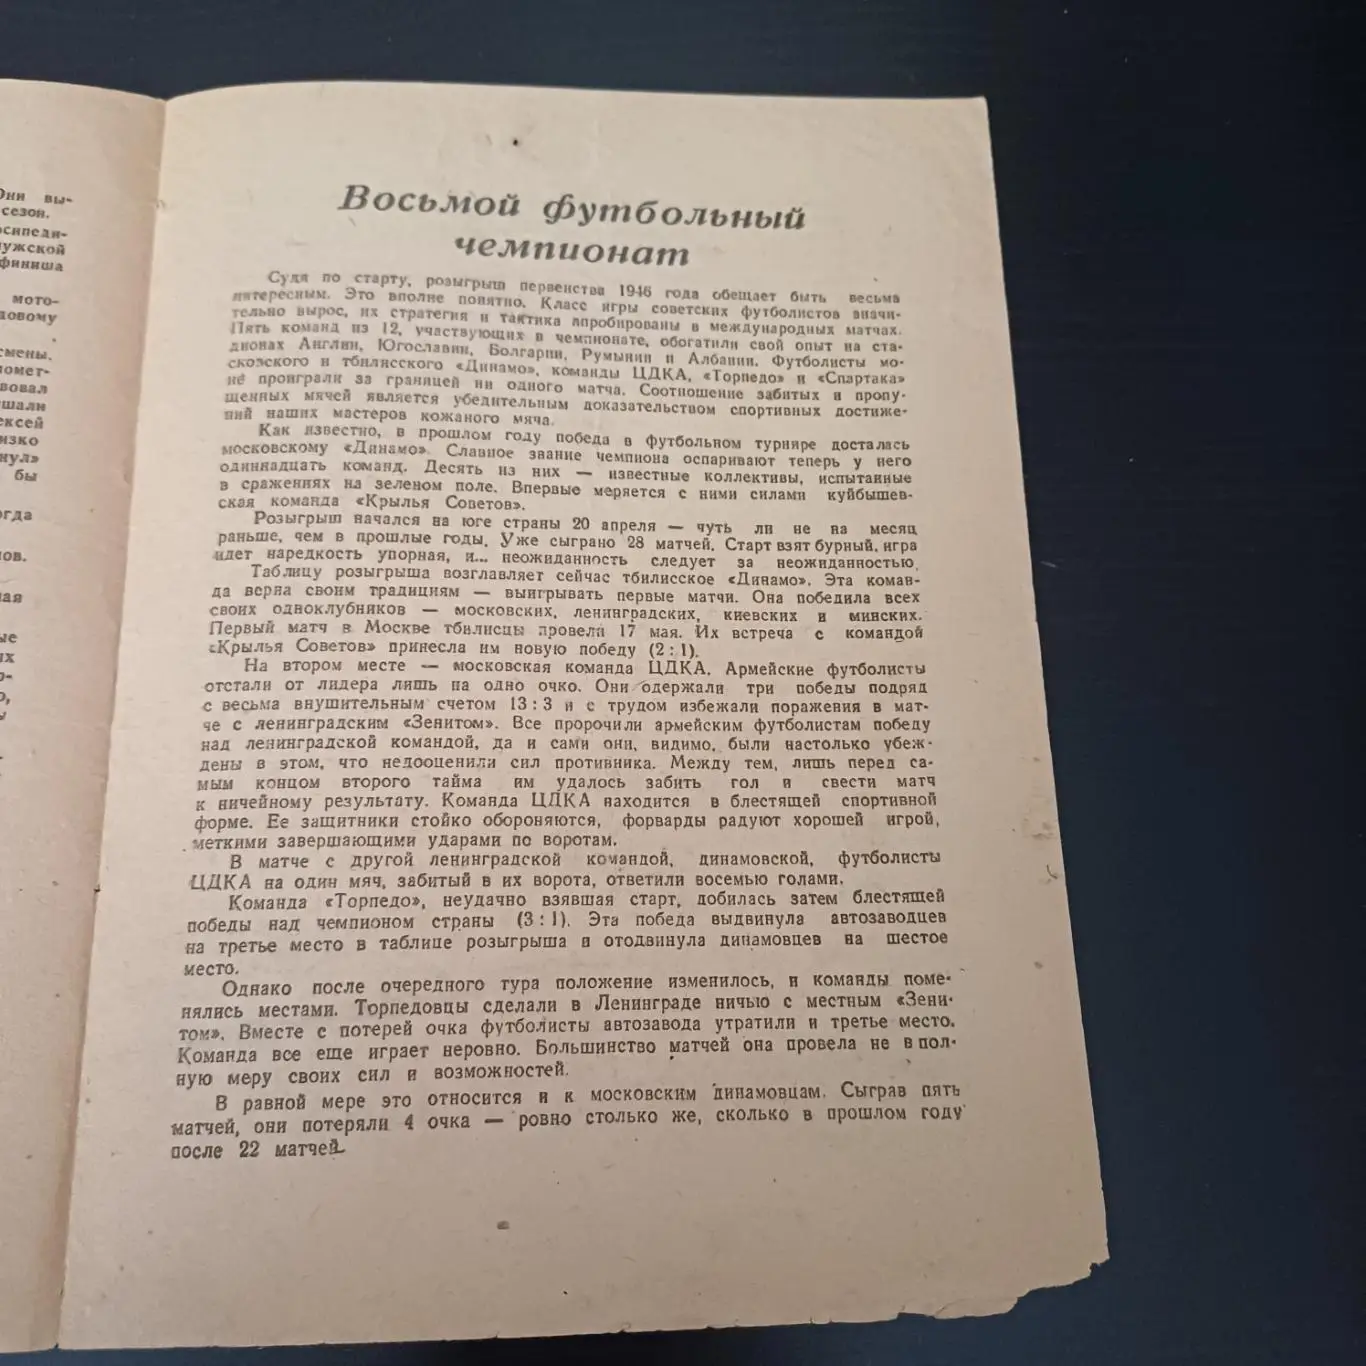 Они вы-
сезон.
нужской
финиша
мото-
довому
смены.
помет-
вовал
ексей
изко
нул»
бы
огда
ов.
ная
ые
их
о-
о,
Восьмой футбольный
чемпионат
Судя по старту, розыгрыш первенства 1946 года обещает быть весьма
интересным. Это вполне понятно. Класс игры советских футболистов значи-
тельно вырос, их стратегия и тактика апробированы в международных матчах.
Пять команд из 12, участвующих в чемпионате, обогатили свой опыт на ста-
дионах Англии, Югославии, Болгарии, Румынии и Албании. Футболисты мо-
сковского и тбилисского «Динамо», команды ЦДКА, «Торпедо» и «Спартака»
не проиграли за границей ни одного матча. Соотношение забитых и пропу-
щенных мячей является убедительным доказательством спортивных достиже-
ний наших мастеров кожаного мяча.
Как известно, в прошлом году победа в футбольном турнире досталась
московскому «Динамо». Славное звание чемпиона оспаривают теперь у него
одиннадцать команд. Десять из них — известные коллективы, испытанные
в сражениях на зеленом поле. Впервые меряется с ними силами куйбышев-
ская команда «Крылья Советов».
Розыгрыш начался на юге страны 20 апреля — чуть ли не на месяц
раньше, чем в прошлые годы. Уже сыграно 28 матчей. Старт взят бурный, игра
идет наредкость упорная, и... неожиданность следует за неожиданностью.
Таблицу розыгрыша возглавляет сейчас тбилисское «Динамо». Эта коман-
да верна своим традициям — выигрывать первые матчи. Она победила всех
своих одноклубников — московских, ленинградских, киевских и минских.
Первый матч в Москве тбилисцы провели 17 мая. Их встреча с командой
«Крылья Советов» принесла им новую победу (2 : 1).
На втором месте — московская команда ЦДКА. Армейские футболисты
отстали от лидера лишь на одно очко. Они одержали три победы подряд
с весьма внушительным счетом 13 : 3 и с трудом избежали поражения в мат-
че с ленинградским «Зенитом». Все пророчили армейским футболистам победу
над ленинградской командой, да и сами они, видимо, были настолько убеж-
дены в этом, что недооценили сил противника. Между тем, лишь перед са-
мым концом второго тайма им удалось забить гол и свести матч
к ничейному результату. Команда ЦДКА находится в блестящей спортивной
форме. Ее защитники стойко обороняются, форварды радуют хорошей игрой,
меткими завершающими ударами по воротам.
В матче с другой ленинградской командой, динамовской, футболисты
ЦДКА на один мяч, забитый в их ворота, ответили восемью голами.
Команда «Торпедо», неудачно взявшая старт, добилась затем блестящей
победы над чемпионом страны (3 : 1). Эта победа выдвинула автозаводцев
на третье место в таблице розыгрыша и отодвинула динамовцев на шестое
место.
Однако после очередного тура положение изменилось, и команды поме-
нялись местами. Торпедовцы сделали в Ленинграде ничью с местным «Зени-
том». Вместе с потерей очка футболисты автозавода утратили и третье место.
Команда все еще играет неровно. Большинство матчей она провела не в пол-
ную меру своих сил и возможностей.
В равной мере это относится и к московским динамовцам. Сыграв пять
матчей, они потеряли 4 очка — ровно столько же, сколько в прошлом году
после 22 матчей.